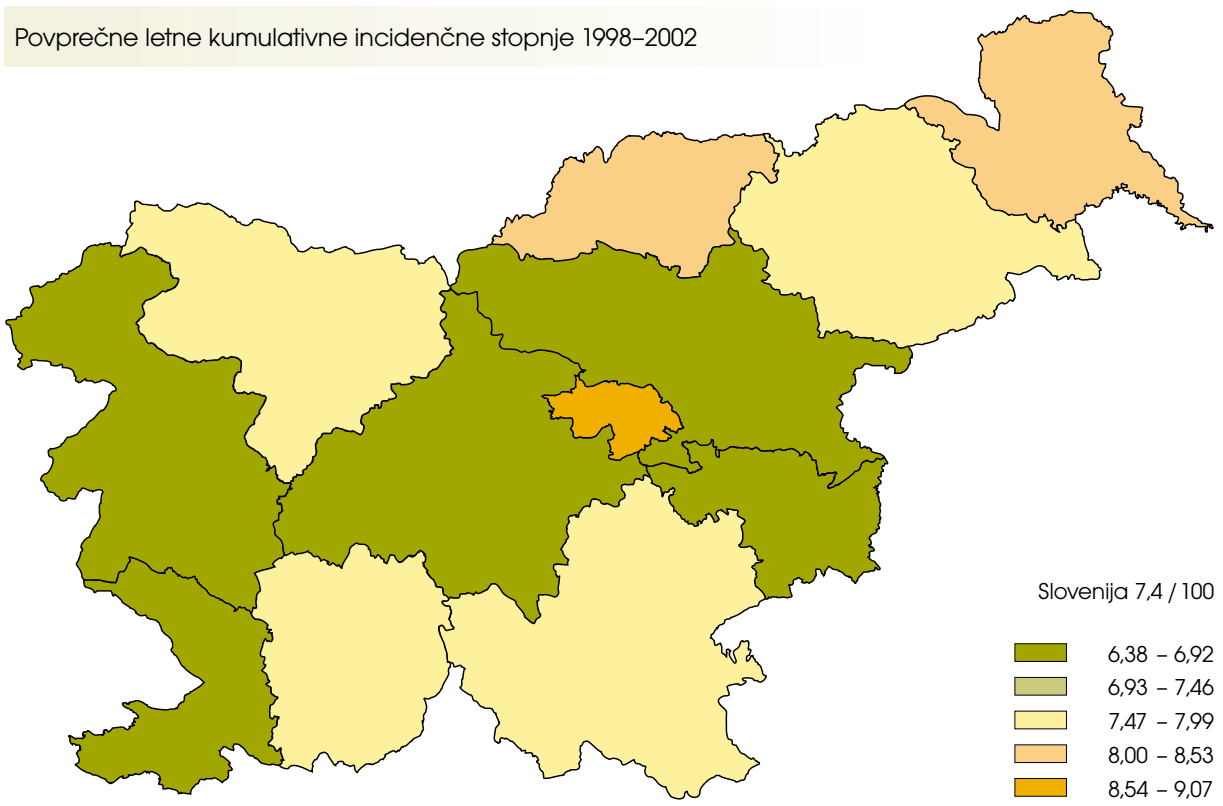 Povprečne letne kumulativne incidenčne stopnje 1998–2002
Slovenija 7,4 / 100
6,38 – 6,92
6,93 – 7,46
7,47 – 7,99
8,00 – 8,53
8,54 – 9,07